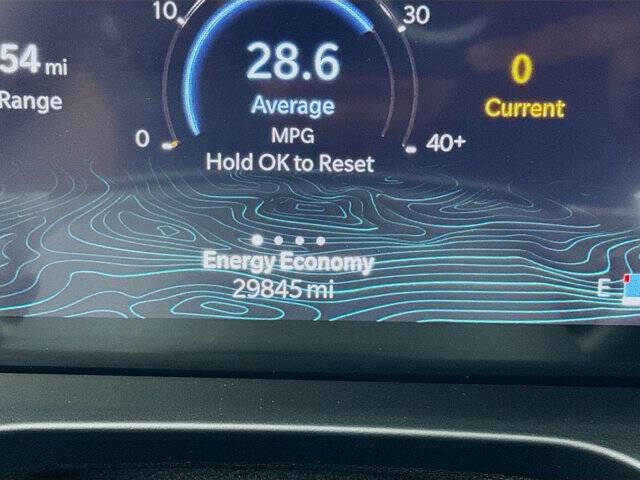 10
30
54 mi
Range
28.6
Average
MPG
Hold OK to Reset
0
40+
0
Current
Energy Economy
29845 mi
E